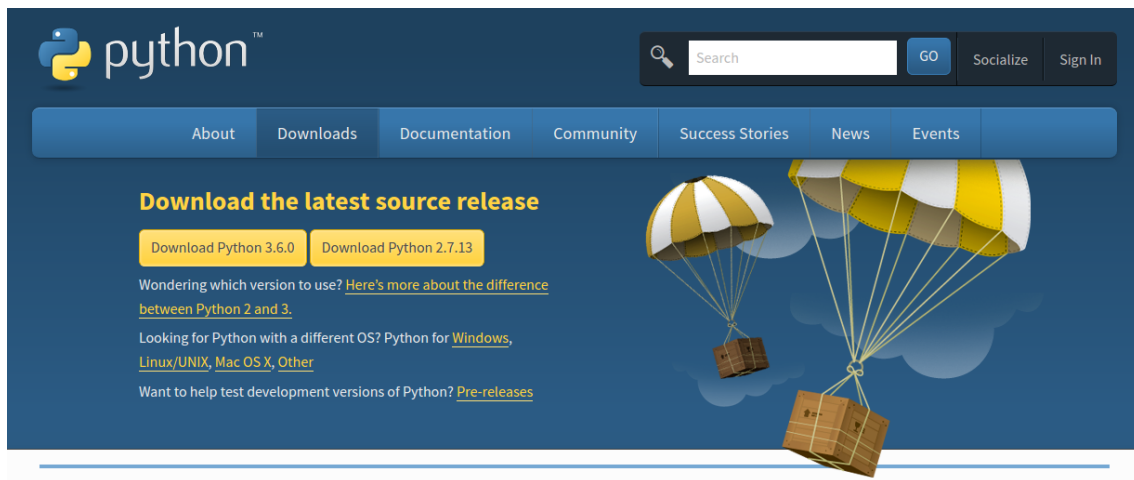 python™
Search
GO
Socialize
Sign In
About
Downloads
Documentation
Community
Success Stories
News
Events
Download the latest source release
Download Python 3.6.0
Download Python 2.7.13
Wondering which version to use? Here's more about the difference
between Python 2 and 3.
Looking for Python with a different OS? Python for Windows,
Linux/UNIX, Mac OS X, Other
Want to help test development versions of Python? Pre-releases